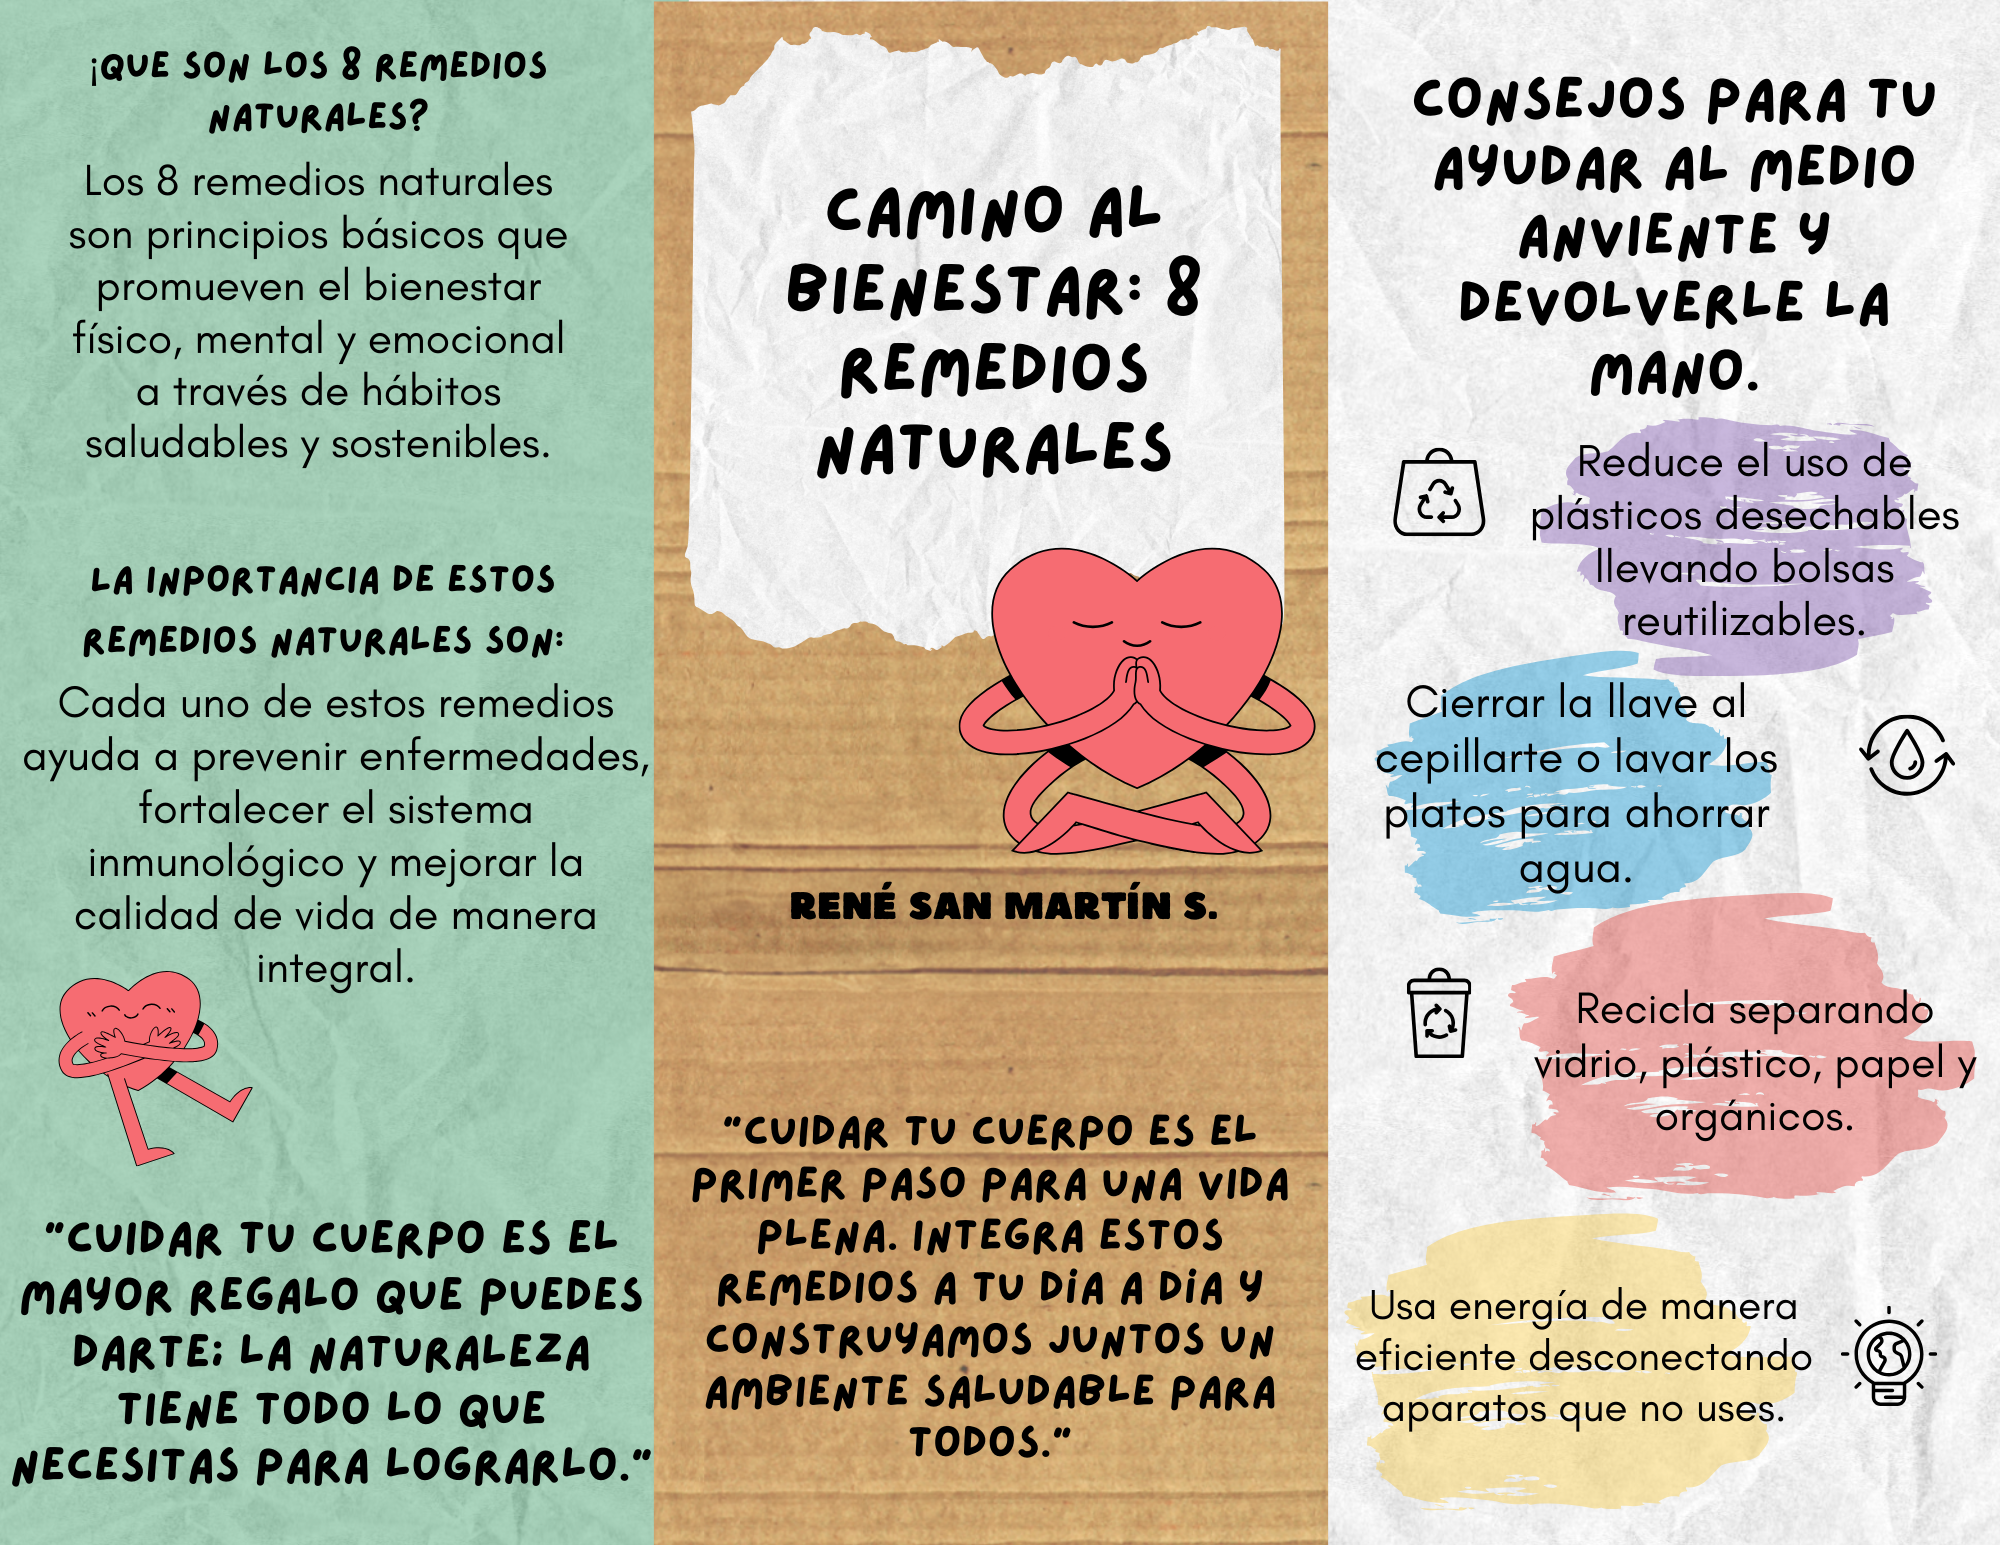 ¡QUE SON LOS 8 REMEDIOS
NATURALES?
Los 8 remedios naturales
son principios básicos que
promueven el bienestar
físico, mental y emocional
a través de hábitos
saludables y sostenibles.
LA INPORTANCIA DE ESTOS
REMEDIOS NATURALES SON:
Cada uno de estos remedios
ayuda a prevenir enfermedades,
fortalecer el sistema
inmunológico y mejorar la
calidad de vida de manera
integral.
"CUIDAR TU CUERPO ES EL
MAYOR REGALO QUE PUEDES
DARTE; LA NATURALEZA
TIENE TODO LO QUE
NECESITAS PARA LOGRARLO."
CAMINO AL
BIENESTAR: 8
REMEDIOS
NATURALES
RENÉ SAN MARTÍN S.
"CUIDAR TU CUERPO ES EL
PRIMER PASO PARA UNA VIDA
PLENA. INTEGRA ESTOS
REMEDIOS A TU DÍA A DÍA Y
CONSTRUYAMOS JUNTOS UN
AMBIENTE SALUDABLE PARA
TODOS."
CONSEJOS PARA TU
AYUDAR AL MEDIO
ANVIENTE Y
DEVOLVERLE LA
MANO.
Reduce el uso de
plásticos desechables
llevando bolsas
reutilizables.
Cierrar la llave al
cepillarte o lavar los
platos para ahorrar
agua.
Recicla separando
vidrio, plástico, papel y
orgánicos.
Usa energía de manera
eficiente desconectando
aparatos que no uses.